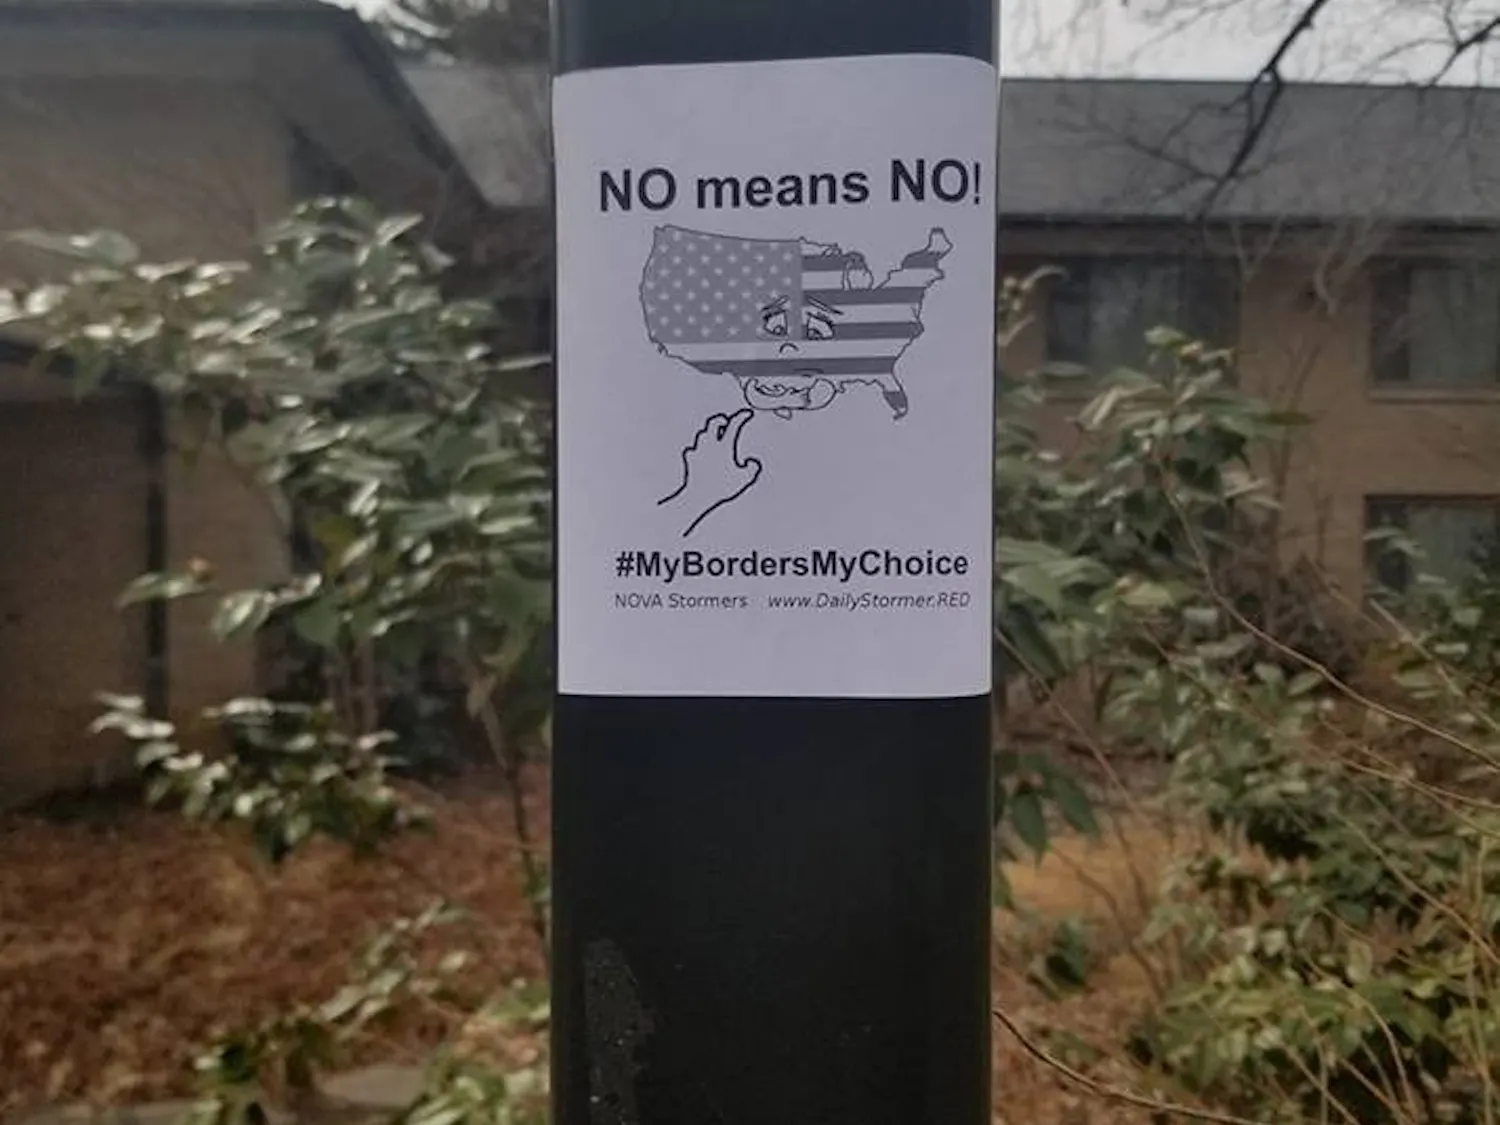 NO means NO!
#MyBordersMyChoice
NOVA Stormers www.DailyStormer.RED